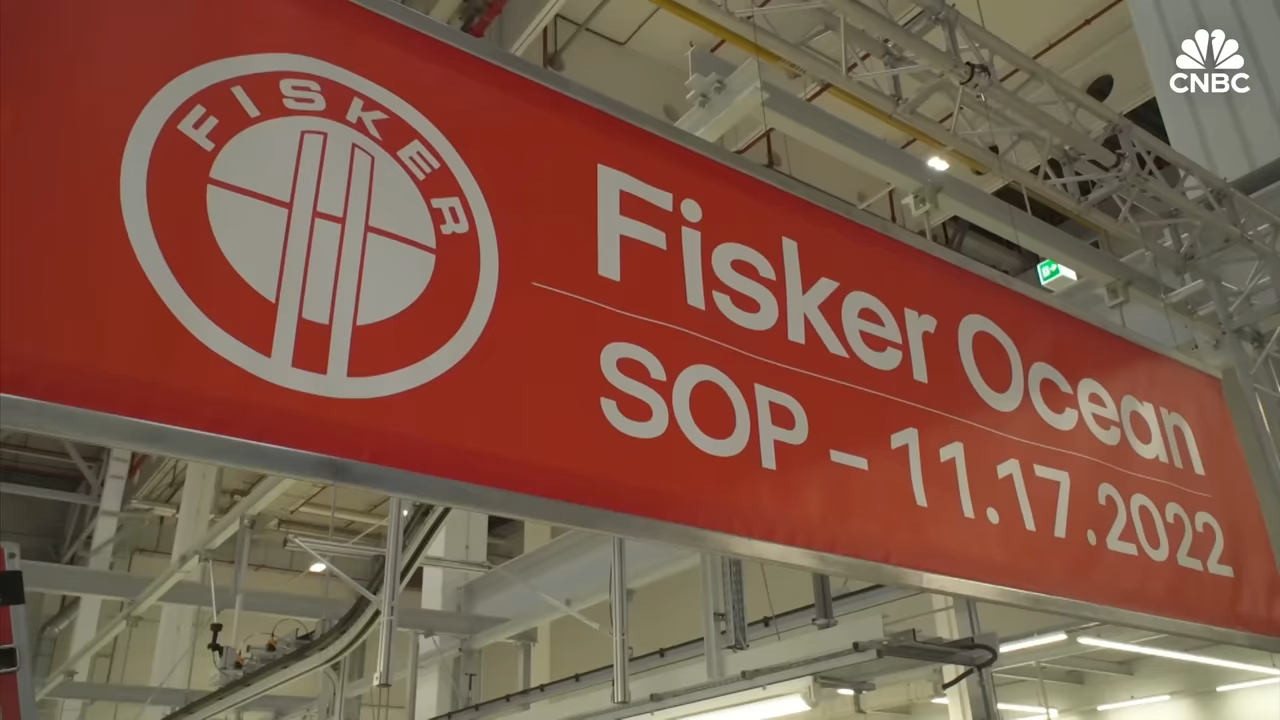 CNBC
FISKER
Fisker Ocean
SOP – 11.17.2022